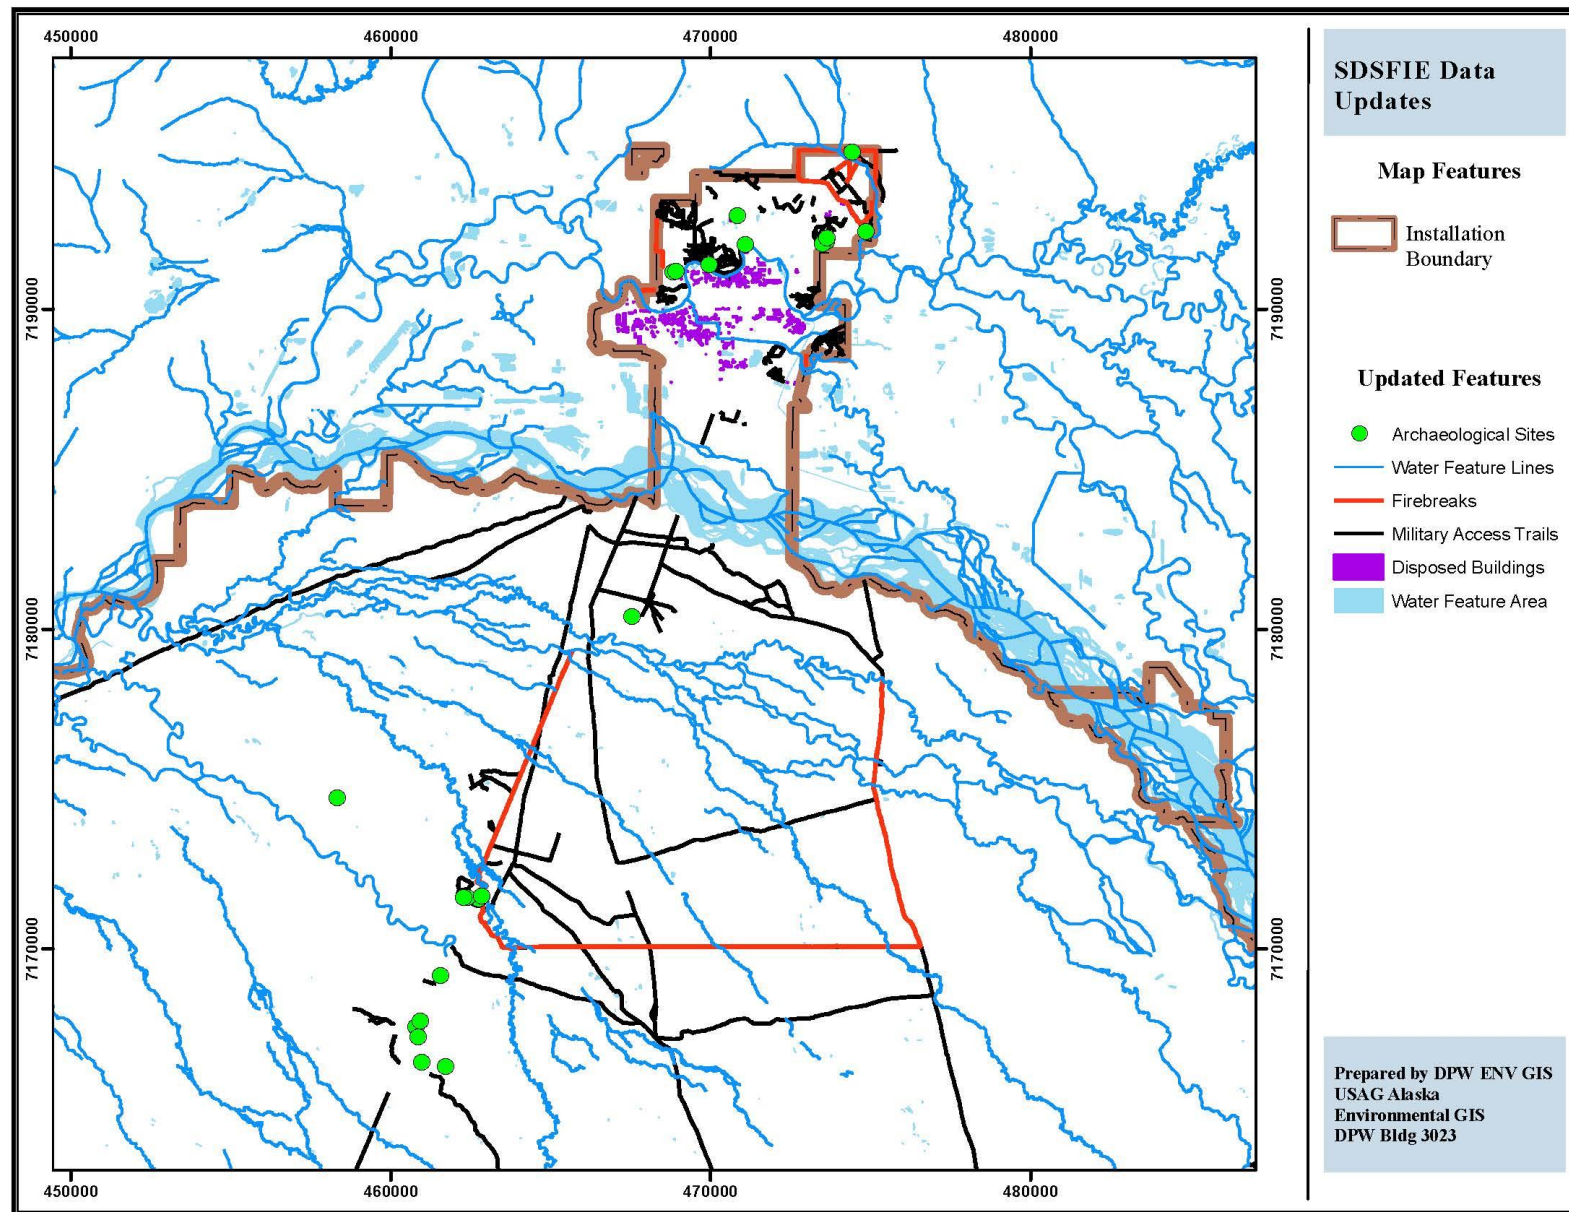 450000
460000
470000
480000
SDSFIE Data
Updates
Map Features
Installation
Boundary
7190000
7190000
Updated Features
Archaeological Sites
Water Feature Lines
Firebreaks
Military Access Trails
Disposed Buildings
Water Feature Area
7180000
7180000
7170000
7170000
Prepared by DPW ENV GIS
USAG Alaska
Environmental GIS
DPW Bldg 3023
450000
460000
470000
480000